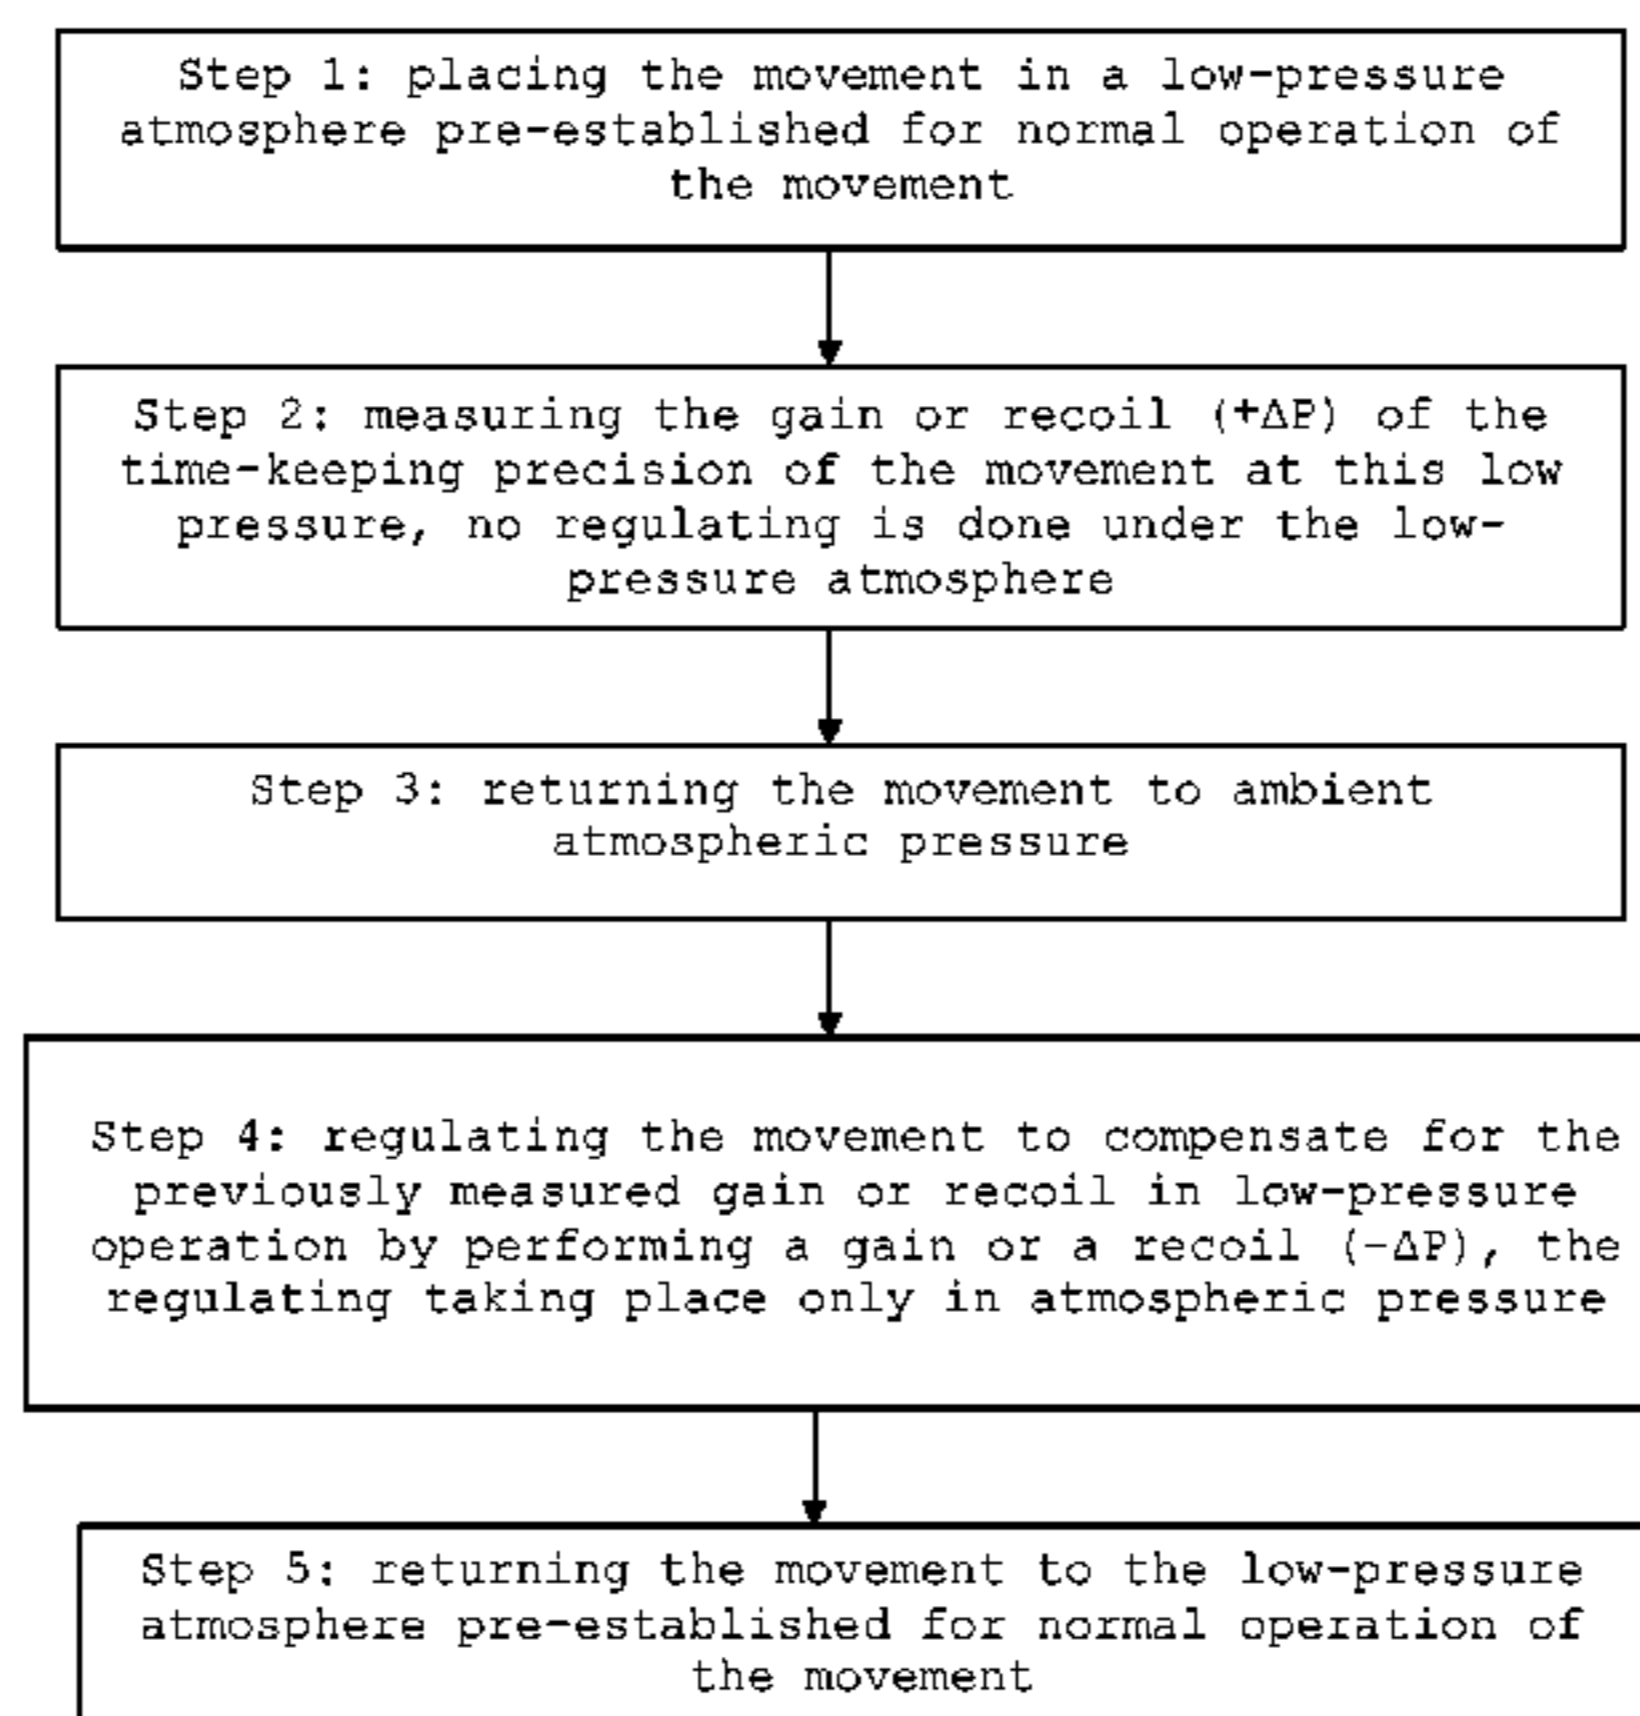 Step 1: placing the movement in a low-pressure
atmosphere pre-established for normal operation of
the movement
Step 2: measuring the gain or recoil (+ΔP) of the
time-keeping precision of the movement at this low
pressure, no regulating is done under the low-
pressure atmosphere
Step 3: returning the movement to ambient
atmospheric pressure
Step 4: regulating the movement to compensate for the
previously measured gain or recoil in low-pressure
operation by performing a gain or a recoil (-ΔP), the
regulating taking place only in atmospheric pressure
Step 5: returning the movement to the low-pressure
atmosphere pre-established for normal operation of
the movement